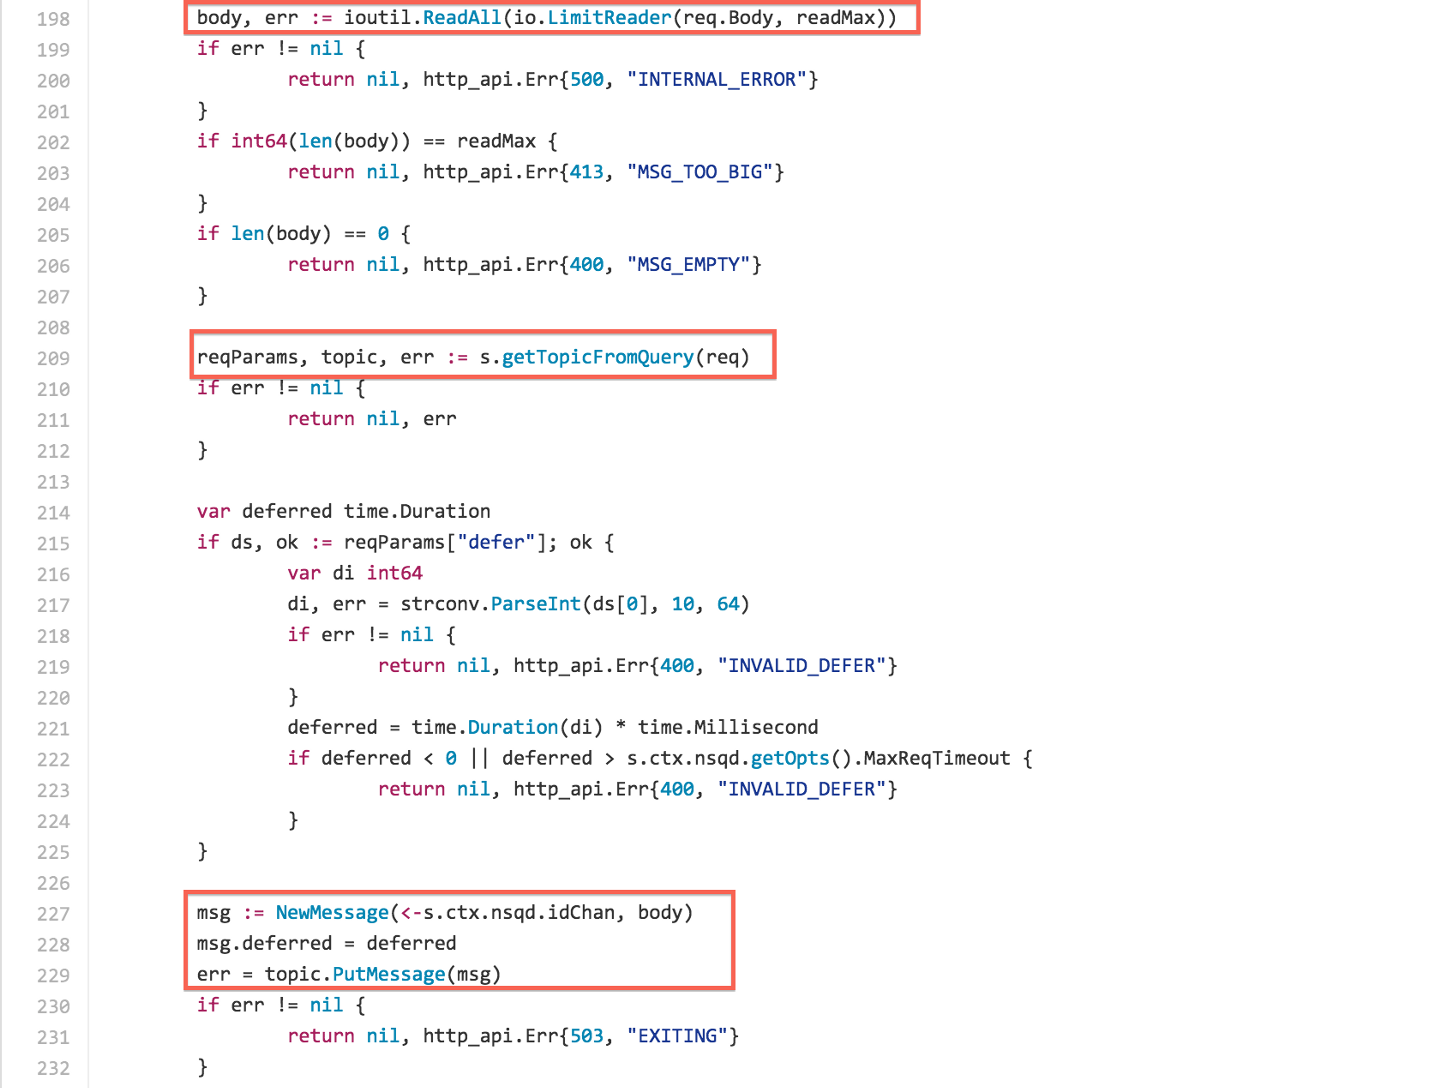 198 body, err := ioutil.ReadAll(io.LimitReader(req.Body, readMax))
199 if err != nil {
200 return nil, http_api.Err{500, "INTERNAL_ERROR"}
201 }
202 if int64(len(body)) == readMax {
203 return nil, http_api.Err{413, "MSG_TOO_BIG"}
204 }
205 if len(body) == 0 {
206 return nil, http_api.Err{400, "MSG_EMPTY"}
207 }
208
209 reqParams, topic, err := s.getTopicFromQuery(req)
210 if err != nil {
211 return nil, err
212 }
213
214 var deferred time.Duration
215 if ds, ok := reqParams["defer"]; ok {
216 var di int64
217 di, err = strconv.ParseInt(ds[0], 10, 64)
218 if err != nil {
219 return nil, http_api.Err{400, "INVALID_DEFER"}
220 }
221 deferred = time.Duration(di) * time.Millisecond
222 if deferred < 0 || deferred > s.ctx.nsqd.getOpts().MaxReqTimeout {
223 return nil, http_api.Err{400, "INVALID_DEFER"}
224 }
225 }
226
227 msg := NewMessage(<-s.ctx.nsqd.idChan, body)
228 msg.deferred = deferred
229 err = topic.PutMessage(msg)
230 if err != nil {
231 return nil, http_api.Err{503, "EXITING"}
232 }